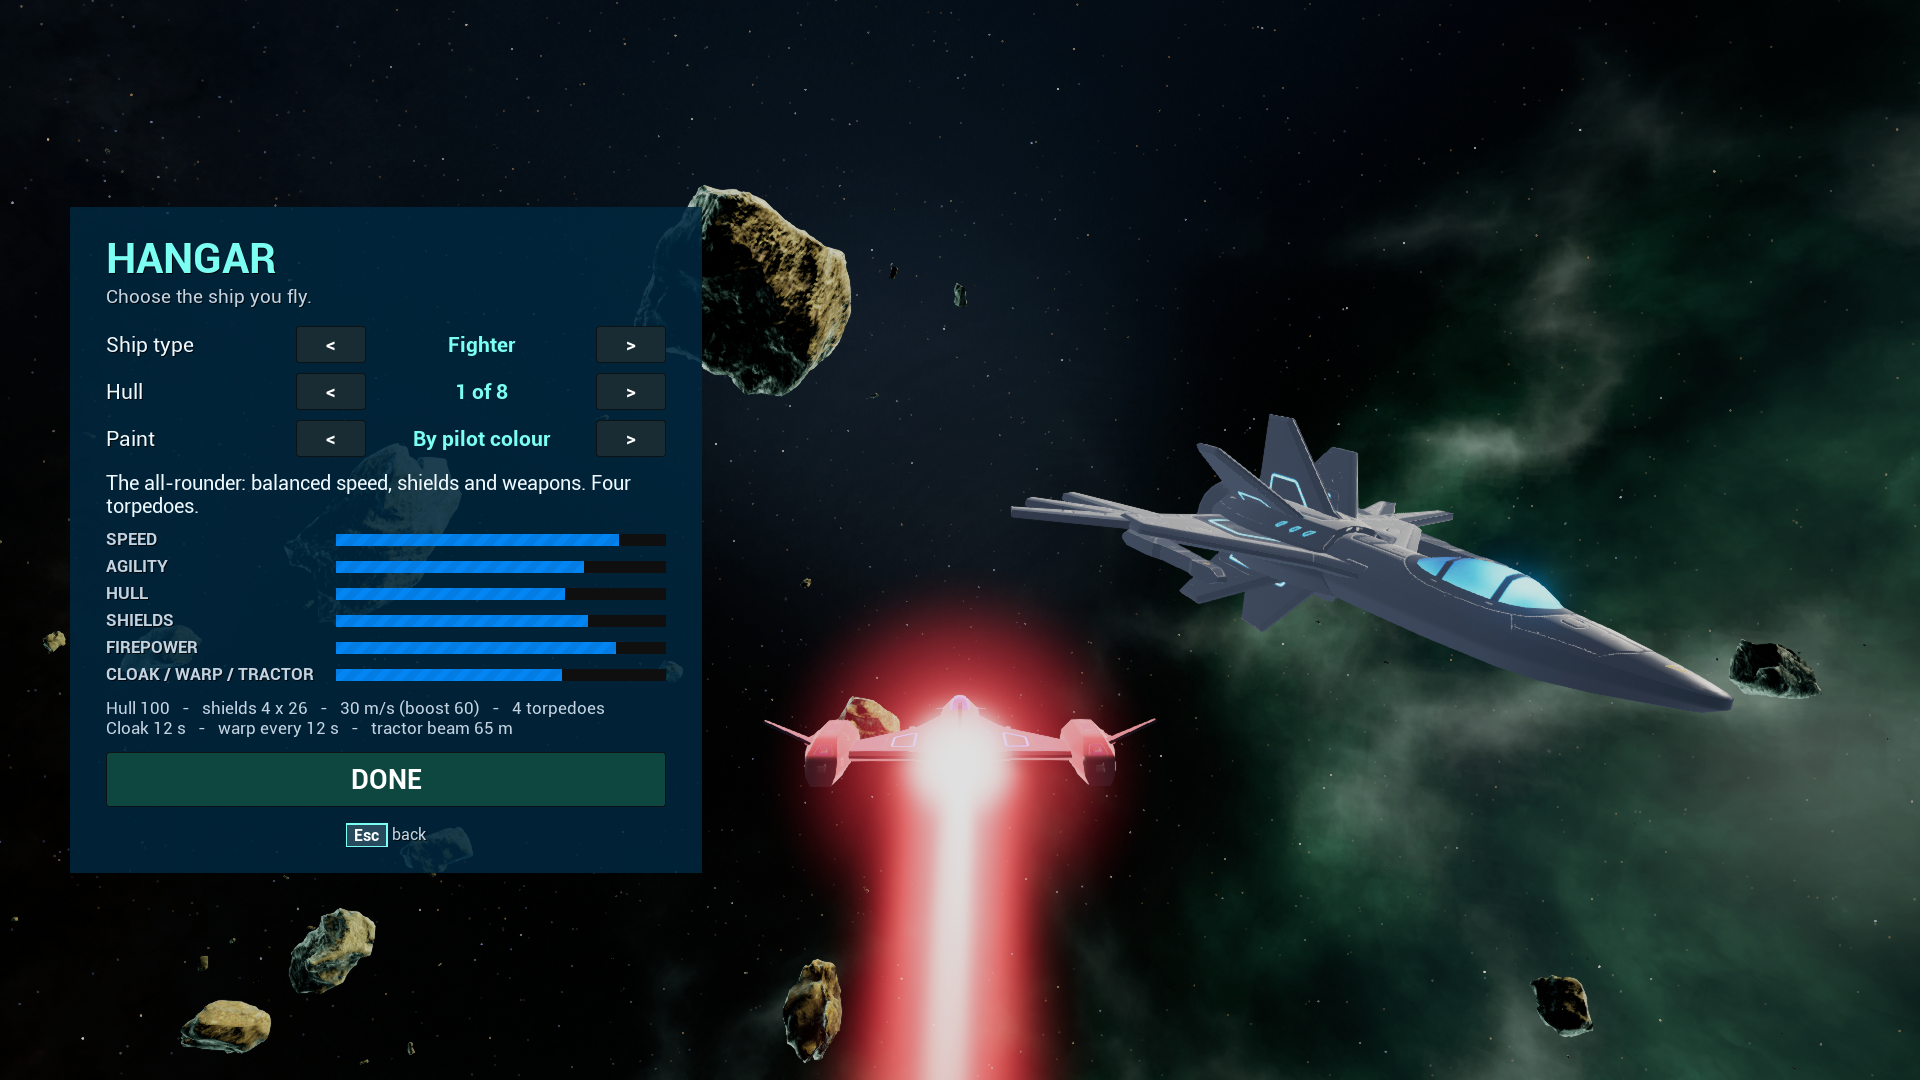 HANGAR
Choose the ship you fly.
Ship type < Fighter >
Hull < 1 of 8 >
Paint < By pilot colour >
The all-rounder: balanced speed, shields and weapons. Four
torpedoes.
SPEED
AGILITY
HULL
SHIELDS
FIREPOWER
CLOAK / WARP / TRACTOR
Hull 100 - shields 4 x 26 - 30 m/s (boost 60) - 4 torpedoes
Cloak 12 s - warp every 12 s - tractor beam 65 m
DONE
Esc back